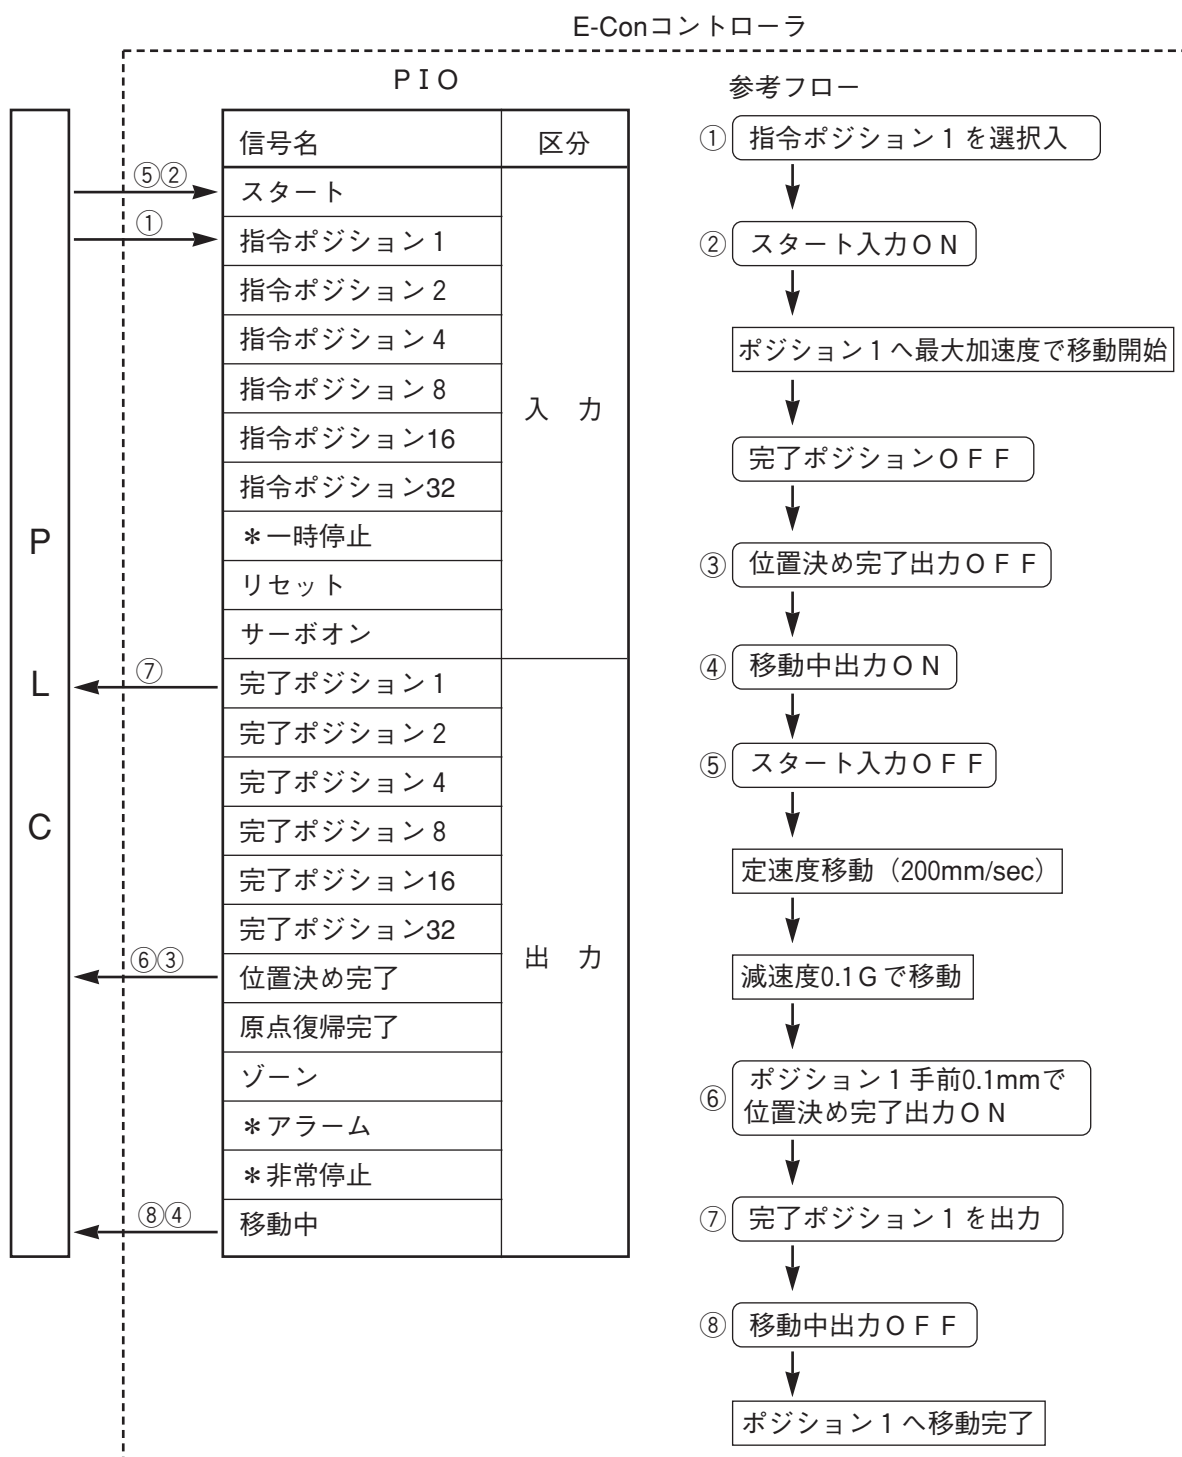 E-Conコントローラ
PIO
信号名
区分
スタート
指令ポジション1
指令ポジション2
指令ポジション4
指令ポジション8
指令ポジション16
指令ポジション32
＊一時停止
リセット
サーボオン
入 力
完了ポジション1
完了ポジション2
完了ポジション4
完了ポジション8
完了ポジション16
完了ポジション32
位置決め完了
原点復帰完了
ゾーン
＊アラーム
＊非常停止
移動中
出 力
P
L
C
⑤②
①
⑦
⑥③
⑧④
参考フロー
① 指令ポジション1を選択入
② スタート入力ON
ポジション1へ最大加速度で移動開始
完了ポジションOFF
③ 位置決め完了出力OFF
④ 移動中出力ON
⑤ スタート入力OFF
定速度移動（200mm/sec）
減速度0.1Gで移動
⑥ ポジション1手前0.1mmで
位置決め完了出力ON
⑦ 完了ポジション1を出力
⑧ 移動中出力OFF
ポジション1へ移動完了